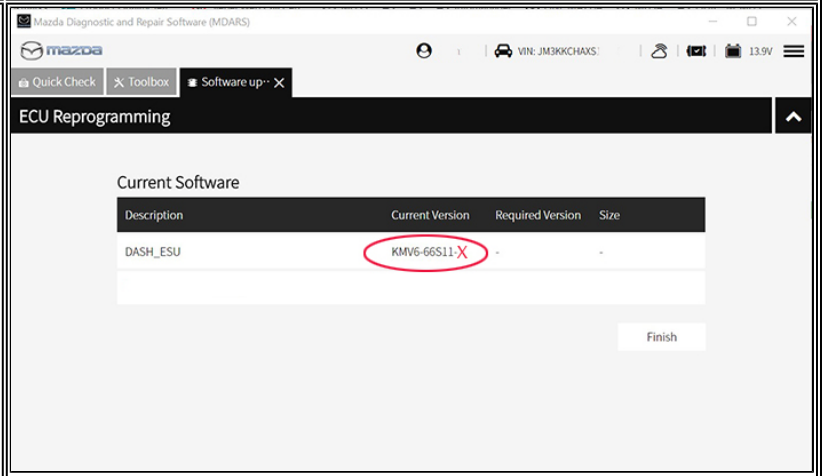 Mazda Diagnostic and Repair Software (MDARS)
mazda VIN: JM3KKCHAXS 13.9V
Quick Check Toolbox Software up··
ECU Reprogramming
Current Software
Description Current Version Required Version Size
DASH_ESU KMV6-66S11-X - -
Finish